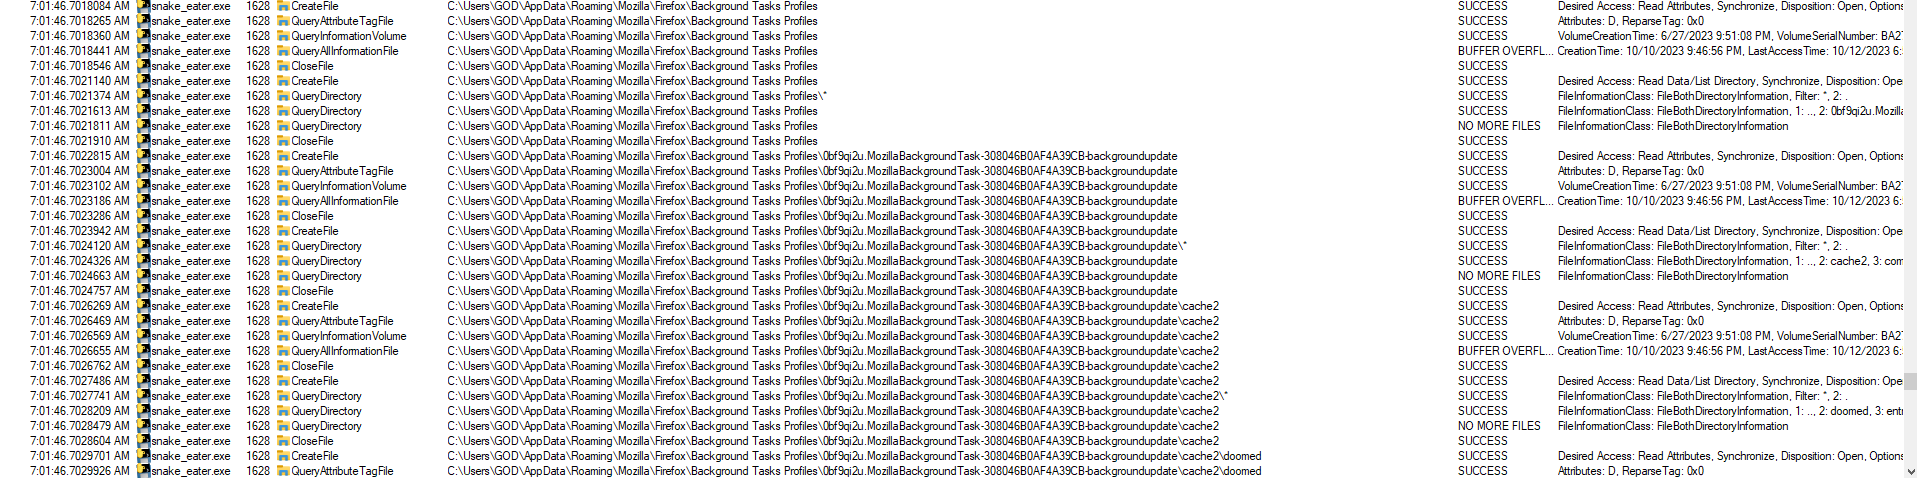 7:01:46.7018084 AM snake_eater.exe 1628 CreateFile C:\Users\GOD\AppData\Roaming\Mozilla\Firefox\Background Tasks Profiles SUCCESS Desired Access: Read Attributes, Synchronize, Disposition: Open, Options
7:01:46.7018265 AM snake_eater.exe 1628 QueryAttributeTagFile C:\Users\GOD\AppData\Roaming\Mozilla\Firefox\Background Tasks Profiles SUCCESS Attributes: D, ReparseTag: 0x0
7:01:46.7018360 AM snake_eater.exe 1628 QueryInformationVolume C:\Users\GOD\AppData\Roaming\Mozilla\Firefox\Background Tasks Profiles SUCCESS VolumeCreationTime: 6/27/2023 9:51:08 PM, VolumeSerialNumber: BA27
7:01:46.7018441 AM snake_eater.exe 1628 QueryAllInformationFile C:\Users\GOD\AppData\Roaming\Mozilla\Firefox\Background Tasks Profiles BUFFER OVERFL... CreationTime: 10/10/2023 9:46:56 PM, LastAccessTime: 10/12/2023 6:
7:01:46.7018546 AM snake_eater.exe 1628 CloseFile C:\Users\GOD\AppData\Roaming\Mozilla\Firefox\Background Tasks Profiles SUCCESS
7:01:46.7021140 AM snake_eater.exe 1628 CreateFile C:\Users\GOD\AppData\Roaming\Mozilla\Firefox\Background Tasks Profiles SUCCESS Desired Access: Read Data/List Directory, Synchronize, Disposition: Ope
7:01:46.7021374 AM snake_eater.exe 1628 QueryDirectory C:\Users\GOD\AppData\Roaming\Mozilla\Firefox\Background Tasks Profiles\* SUCCESS FileInformationClass: FileBothDirectoryInformation, Filter: *, 2: .
7:01:46.7021613 AM snake_eater.exe 1628 QueryDirectory C:\Users\GOD\AppData\Roaming\Mozilla\Firefox\Background Tasks Profiles SUCCESS FileInformationClass: FileBothDirectoryInformation, 1: .., 2: 0bf9qi2u.Mozilla
7:01:46.7021811 AM snake_eater.exe 1628 QueryDirectory C:\Users\GOD\AppData\Roaming\Mozilla\Firefox\Background Tasks Profiles NO MORE FILES FileInformationClass: FileBothDirectoryInformation
7:01:46.7021910 AM snake_eater.exe 1628 CloseFile C:\Users\GOD\AppData\Roaming\Mozilla\Firefox\Background Tasks Profiles SUCCESS
7:01:46.7022815 AM snake_eater.exe 1628 CreateFile C:\Users\GOD\AppData\Roaming\Mozilla\Firefox\Background Tasks Profiles\0bf9qi2u.MozillaBackgroundTask-308046B0AF4A39CB-backgroundupdate SUCCESS Desired Access: Read Attributes, Synchronize, Disposition: Open, Options
7:01:46.7023004 AM snake_eater.exe 1628 QueryAttributeTagFile C:\Users\GOD\AppData\Roaming\Mozilla\Firefox\Background Tasks Profiles\0bf9qi2u.MozillaBackgroundTask-308046B0AF4A39CB-backgroundupdate SUCCESS Attributes: D, ReparseTag: 0x0
7:01:46.7023102 AM snake_eater.exe 1628 QueryInformationVolume C:\Users\GOD\AppData\Roaming\Mozilla\Firefox\Background Tasks Profiles\0bf9qi2u.MozillaBackgroundTask-308046B0AF4A39CB-backgroundupdate SUCCESS VolumeCreationTime: 6/27/2023 9:51:08 PM, VolumeSerialNumber: BA27
7:01:46.7023186 AM snake_eater.exe 1628 QueryAllInformationFile C:\Users\GOD\AppData\Roaming\Mozilla\Firefox\Background Tasks Profiles\0bf9qi2u.MozillaBackgroundTask-308046B0AF4A39CB-backgroundupdate BUFFER OVERFL... CreationTime: 10/10/2023 9:46:56 PM, LastAccessTime: 10/12/2023 6:
7:01:46.7023286 AM snake_eater.exe 1628 CloseFile C:\Users\GOD\AppData\Roaming\Mozilla\Firefox\Background Tasks Profiles\0bf9qi2u.MozillaBackgroundTask-308046B0AF4A39CB-backgroundupdate SUCCESS
7:01:46.7023942 AM snake_eater.exe 1628 CreateFile C:\Users\GOD\AppData\Roaming\Mozilla\Firefox\Background Tasks Profiles\0bf9qi2u.MozillaBackgroundTask-308046B0AF4A39CB-backgroundupdate SUCCESS Desired Access: Read Data/List Directory, Synchronize, Disposition: Ope
7:01:46.7024120 AM snake_eater.exe 1628 QueryDirectory C:\Users\GOD\AppData\Roaming\Mozilla\Firefox\Background Tasks Profiles\0bf9qi2u.MozillaBackgroundTask-308046B0AF4A39CB-backgroundupdate\* SUCCESS FileInformationClass: FileBothDirectoryInformation, Filter: *, 2: .
7:01:46.7024326 AM snake_eater.exe 1628 QueryDirectory C:\Users\GOD\AppData\Roaming\Mozilla\Firefox\Background Tasks Profiles\0bf9qi2u.MozillaBackgroundTask-308046B0AF4A39CB-backgroundupdate SUCCESS FileInformationClass: FileBothDirectoryInformation, 1: .., 2: cache2, 3: com
7:01:46.7024663 AM snake_eater.exe 1628 QueryDirectory C:\Users\GOD\AppData\Roaming\Mozilla\Firefox\Background Tasks Profiles\0bf9qi2u.MozillaBackgroundTask-308046B0AF4A39CB-backgroundupdate NO MORE FILES FileInformationClass: FileBothDirectoryInformation
7:01:46.7024757 AM snake_eater.exe 1628 CloseFile C:\Users\GOD\AppData\Roaming\Mozilla\Firefox\Background Tasks Profiles\0bf9qi2u.MozillaBackgroundTask-308046B0AF4A39CB-backgroundupdate SUCCESS
7:01:46.7026269 AM snake_eater.exe 1628 CreateFile C:\Users\GOD\AppData\Roaming\Mozilla\Firefox\Background Tasks Profiles\0bf9qi2u.MozillaBackgroundTask-308046B0AF4A39CB-backgroundupdate\cache2 SUCCESS Desired Access: Read Attributes, Synchronize, Disposition: Open, Options
7:01:46.7026469 AM snake_eater.exe 1628 QueryAttributeTagFile C:\Users\GOD\AppData\Roaming\Mozilla\Firefox\Background Tasks Profiles\0bf9qi2u.MozillaBackgroundTask-308046B0AF4A39CB-backgroundupdate\cache2 SUCCESS Attributes: D, ReparseTag: 0x0
7:01:46.7026569 AM snake_eater.exe 1628 QueryInformationVolume C:\Users\GOD\AppData\Roaming\Mozilla\Firefox\Background Tasks Profiles\0bf9qi2u.MozillaBackgroundTask-308046B0AF4A39CB-backgroundupdate\cache2 SUCCESS VolumeCreationTime: 6/27/2023 9:51:08 PM, VolumeSerialNumber: BA27
7:01:46.7026655 AM snake_eater.exe 1628 QueryAllInformationFile C:\Users\GOD\AppData\Roaming\Mozilla\Firefox\Background Tasks Profiles\0bf9qi2u.MozillaBackgroundTask-308046B0AF4A39CB-backgroundupdate\cache2 BUFFER OVERFL... CreationTime: 10/10/2023 9:46:56 PM, LastAccessTime: 10/12/2023 6:
7:01:46.7026762 AM snake_eater.exe 1628 CloseFile C:\Users\GOD\AppData\Roaming\Mozilla\Firefox\Background Tasks Profiles\0bf9qi2u.MozillaBackgroundTask-308046B0AF4A39CB-backgroundupdate\cache2 SUCCESS
7:01:46.7027486 AM snake_eater.exe 1628 CreateFile C:\Users\GOD\AppData\Roaming\Mozilla\Firefox\Background Tasks Profiles\0bf9qi2u.MozillaBackgroundTask-308046B0AF4A39CB-backgroundupdate\cache2 SUCCESS Desired Access: Read Data/List Directory, Synchronize, Disposition: Ope
7:01:46.7027741 AM snake_eater.exe 1628 QueryDirectory C:\Users\GOD\AppData\Roaming\Mozilla\Firefox\Background Tasks Profiles\0bf9qi2u.MozillaBackgroundTask-308046B0AF4A39CB-backgroundupdate\cache2\* SUCCESS FileInformationClass: FileBothDirectoryInformation, Filter: *, 2: .
7:01:46.7028209 AM snake_eater.exe 1628 QueryDirectory C:\Users\GOD\AppData\Roaming\Mozilla\Firefox\Background Tasks Profiles\0bf9qi2u.MozillaBackgroundTask-308046B0AF4A39CB-backgroundupdate\cache2 SUCCESS FileInformationClass: FileBothDirectoryInformation, 1: .., 2: doomed, 3: entr
7:01:46.7028479 AM snake_eater.exe 1628 QueryDirectory C:\Users\GOD\AppData\Roaming\Mozilla\Firefox\Background Tasks Profiles\0bf9qi2u.MozillaBackgroundTask-308046B0AF4A39CB-backgroundupdate\cache2 NO MORE FILES FileInformationClass: FileBothDirectoryInformation
7:01:46.7028604 AM snake_eater.exe 1628 CloseFile C:\Users\GOD\AppData\Roaming\Mozilla\Firefox\Background Tasks Profiles\0bf9qi2u.MozillaBackgroundTask-308046B0AF4A39CB-backgroundupdate\cache2 SUCCESS
7:01:46.7029701 AM snake_eater.exe 1628 CreateFile C:\Users\GOD\AppData\Roaming\Mozilla\Firefox\Background Tasks Profiles\0bf9qi2u.MozillaBackgroundTask-308046B0AF4A39CB-backgroundupdate\cache2\doomed SUCCESS Desired Access: Read Attributes, Synchronize, Disposition: Open, Options
7:01:46.7029926 AM snake_eater.exe 1628 QueryAttributeTagFile C:\Users\GOD\AppData\Roaming\Mozilla\Firefox\Background Tasks Profiles\0bf9qi2u.MozillaBackgroundTask-308046B0AF4A39CB-backgroundupdate\cache2\doomed SUCCESS Attributes: D, ReparseTag: 0x0